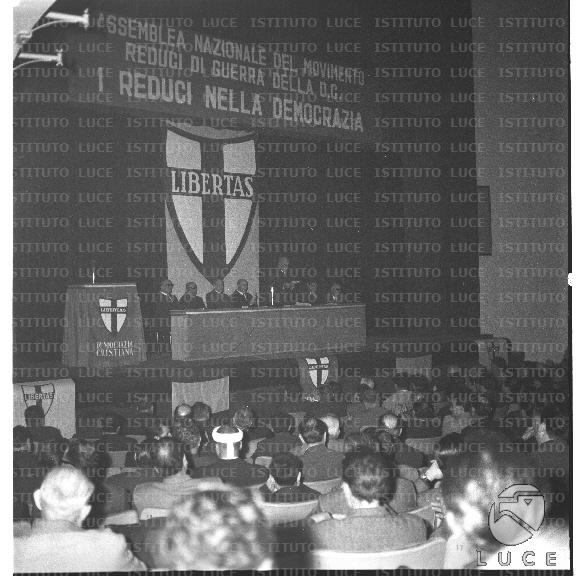 ASSEMBLEA NAZIONALE DEL MOVIMENTO
REDUCI DI GUERRA DELLA D.C.
I REDUCI NELLA DEMOCRAZIA
LIBERTAS
LIBERTAS
DEMOCRAZIA
CRISTIANA
LIBERTAS
LIBERTAS
ISTITUTO LUCE
LUCE